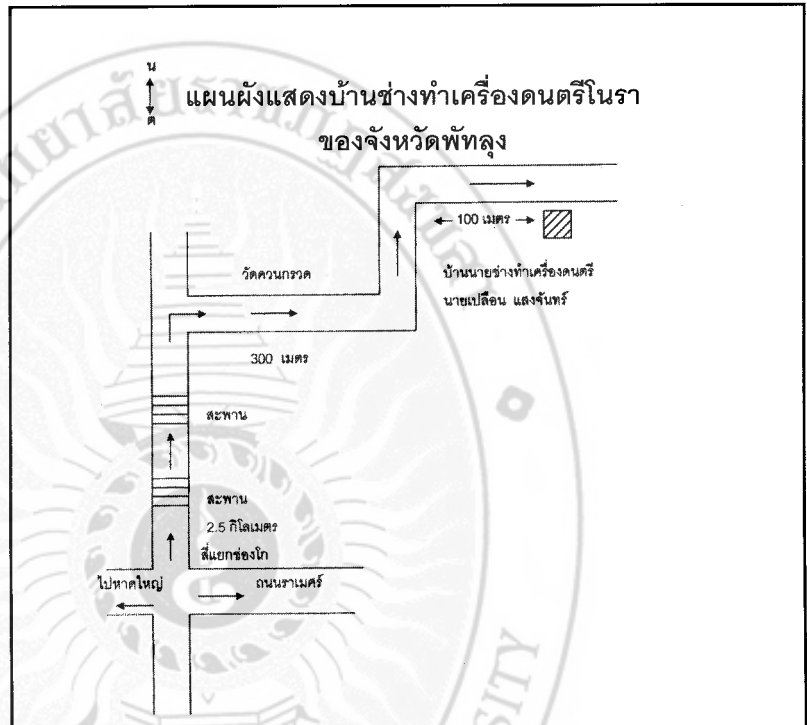 น
ต
แผนผังแสดงบ้านช่างทำเครื่องดนตรีโนรา
ของจังหวัดพัทลุง
100 เมตร
วัดควนกรวด
บ้านนายช่างทำเครื่องดนตรี
นายเปลือน แสงจันทร์
300 เมตร
สะพาน
สะพาน
2.5 กิโลเมตร
สี่แยกช่องโก
ไปหาดใหญ่
ถนนราเมศร์
SITY